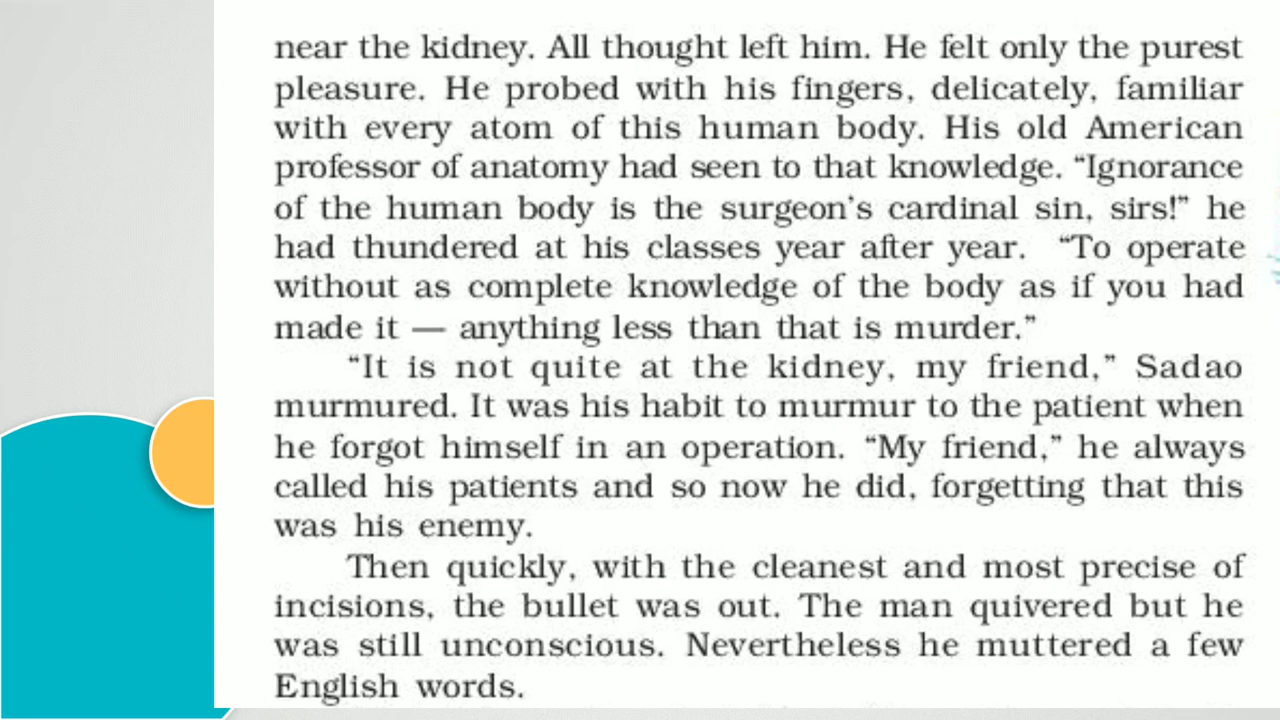 near the kidney. All thought left him. He felt only the purest
pleasure. He probed with his fingers, delicately, familiar
with every atom of this human body. His old American
professor of anatomy had seen to that knowledge. “Ignorance
of the human body is the surgeon’s cardinal sin, sirs!” he
had thundered at his classes year after year. “To operate
without as complete knowledge of the body as if you had
made it — anything less than that is murder.”
“It is not quite at the kidney, my friend,” Sadao
murmured. It was his habit to murmur to the patient when
he forgot himself in an operation. “My friend,” he always
called his patients and so now he did, forgetting that this
was his enemy.
Then quickly, with the cleanest and most precise of
incisions, the bullet was out. The man quivered but he
was still unconscious. Nevertheless he muttered a few
English words.